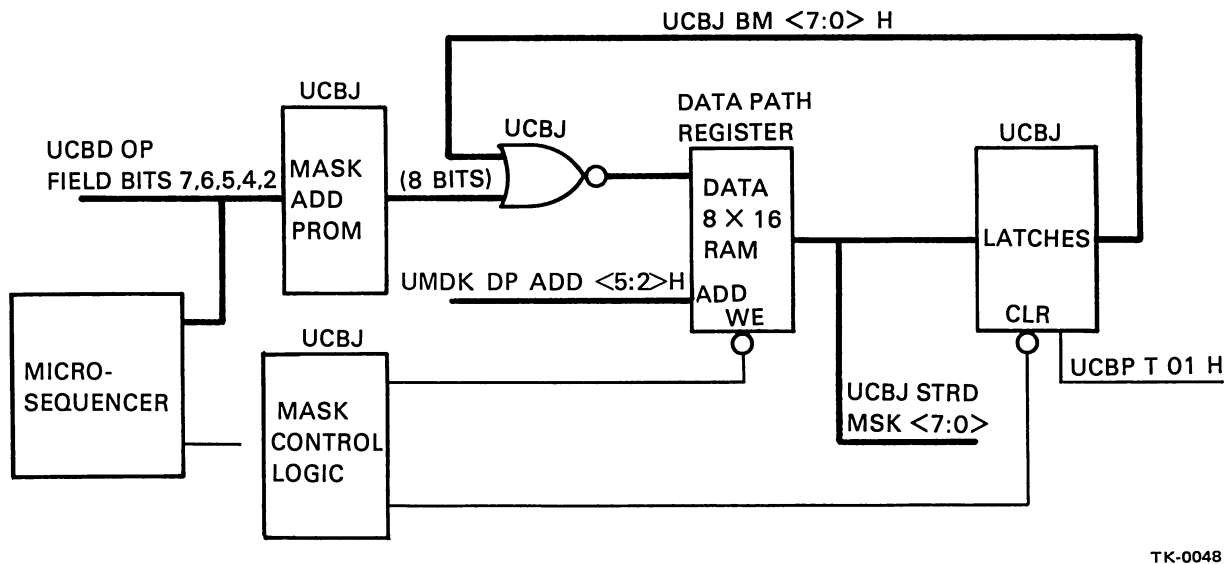 UCBJ BM <7:0> H
UCBJ
DATA PATH
REGISTER
UCBJ
UCBJ
UCBD OP
FIELD BITS 7,6,5,4,2
MASK
ADD
PROM
(8 BITS)
DATA
8 X 16
RAM
LATCHES
UMDK DP ADD <5:2>H
ADD
WE
CLR
UCBJ
MICRO-
SEQUENCER
MASK
CONTROL
LOGIC
UCBJ STRD
MSK <7:0>
UCBP T 01 H
TK-0048